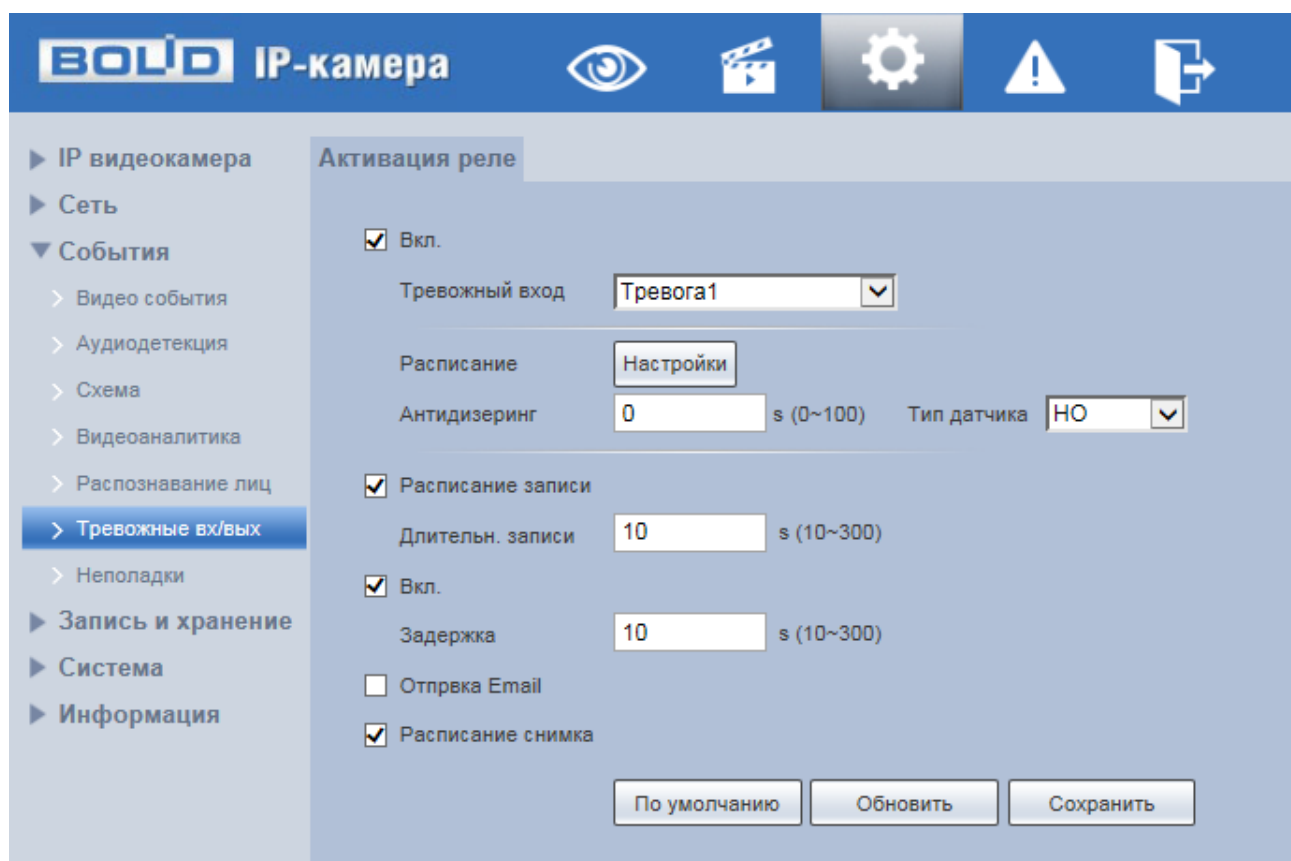 BOLID IP-камера
IP видеокамера
Сеть
События
Видео события
Аудиодетекция
Схема
Видеоаналитика
Распознавание лиц
Тревожные вх/вых
Неполадки
Запись и хранение
Система
Информация
Активация реле
Вкл.
Тревожный вход Тревога1
Расписание Настройки
Антидизеринг 0 s (0~100) Тип датчика НО
Расписание записи
Длительн. записи 10 s (10~300)
Вкл.
Задержка 10 s (10~300)
Отпрвка Email
Расписание снимка
По умолчанию Обновить Сохранить